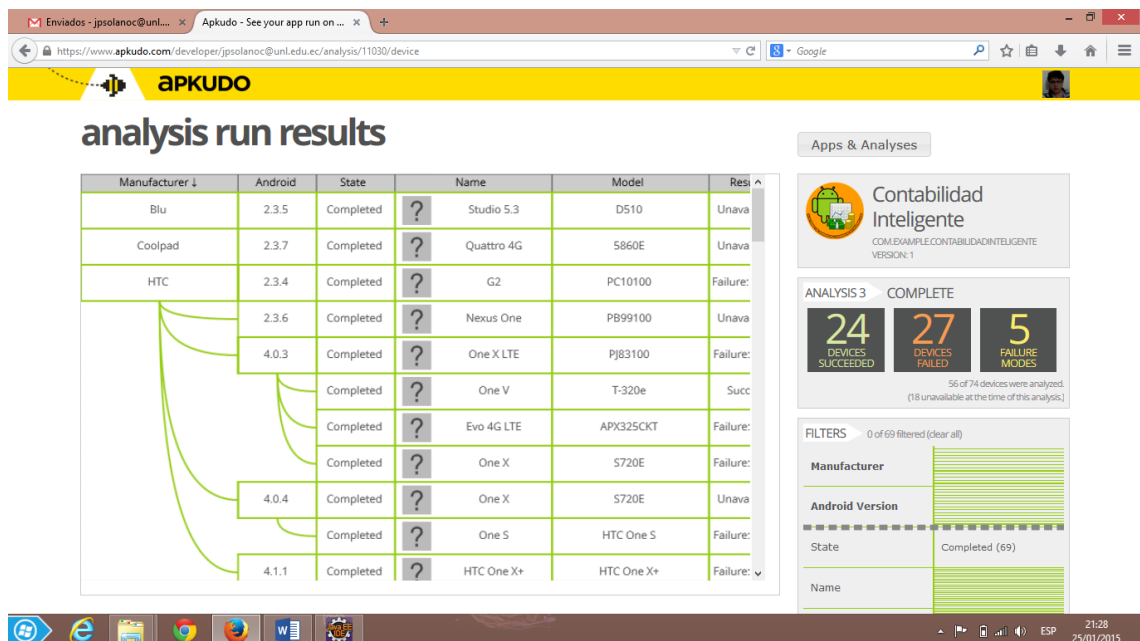 Enviados - jpsolanoc@unl.... ×
Apkudo - See your app run on ... × +
https://www.apkudo.com/developer/jpsolanoc@unl.edu.ec/analysis/11030/device
8 Google
APKUDO
analysis run results
Apps & Analyses
Manufacturer ↓ Android State Name Model Resu
Blu 2.3.5 Completed ? Studio 5.3 D510 Unava
Coolpad 2.3.7 Completed ? Quattro 4G 5860E Unava
HTC 2.3.4 Completed ? G2 PC10100 Failure:
2.3.6 Completed ? Nexus One PB99100 Unava
4.0.3 Completed ? One X LTE PJ83100 Failure:
Completed ? One V T-320e Succ
Completed ? Evo 4G LTE APX325CKT Failure:
Completed ? One X S720E Failure:
4.0.4 Completed ? One X S720E Unava
Completed ? One S HTC One S Failure:
4.1.1 Completed ? HTC One X+ HTC One X+ Failure:
Contabilidad
Inteligente
COM.EXAMPLE.CONTABILIDADINTELIGENTE
VERSION: 1
ANALYSIS 3 COMPLETE
24 DEVICES SUCCEEDED
27 DEVICES FAILED
5 FAILURE MODES
56 of 74 devices were analyzed.
(18 unavailable at the time of this analysis.)
FILTERS 0 of 69 filtered (clear all)
Manufacturer
Android Version
State Completed (69)
Name
Java EE
IDE
ESP
21:28
25/01/2015